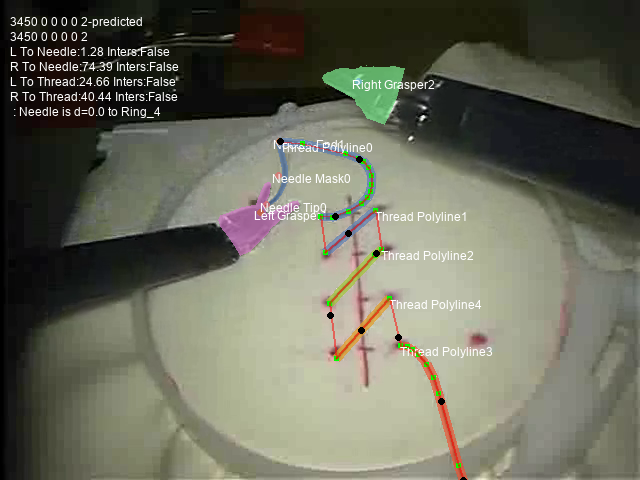 3450 0 0 0 0 2-predicted
3450 0 0 0 0 2
L To Needle:1.28 Inters:False
R To Needle:74.39 Inters:False
L To Thread:24.66 Inters:False
R To Thread:40.44 Inters:False
: Needle is d=0.0 to Ring_4
Right Grasper2
Thread Polyline0
Needle Mask0
Needle Tip0
Left Grasper
Thread Polyline1
Thread Polyline2
Thread Polyline4
Thread Polyline3